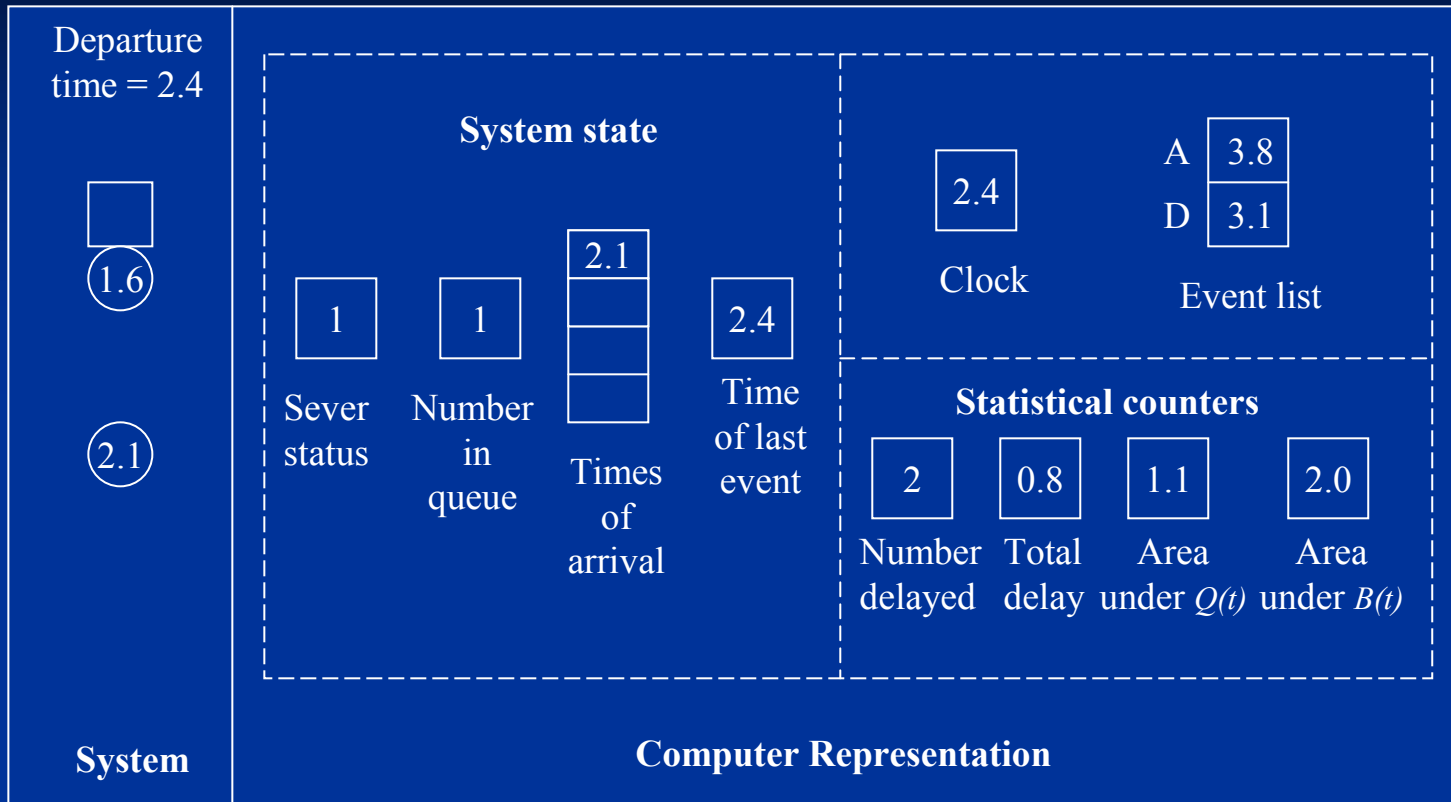 Departure
time = 2.4
1.6
2.1
System
System state
1
Sever
status
1
Number
in
queue
2.1
Times
of
arrival
2.4
Time
of last
event
2.4
Clock
A 3.8
D 3.1
Event list
Statistical counters
2
Number
delayed
0.8
Total
delay
1.1
Area
under Q(t)
2.0
Area
under B(t)
Computer Representation